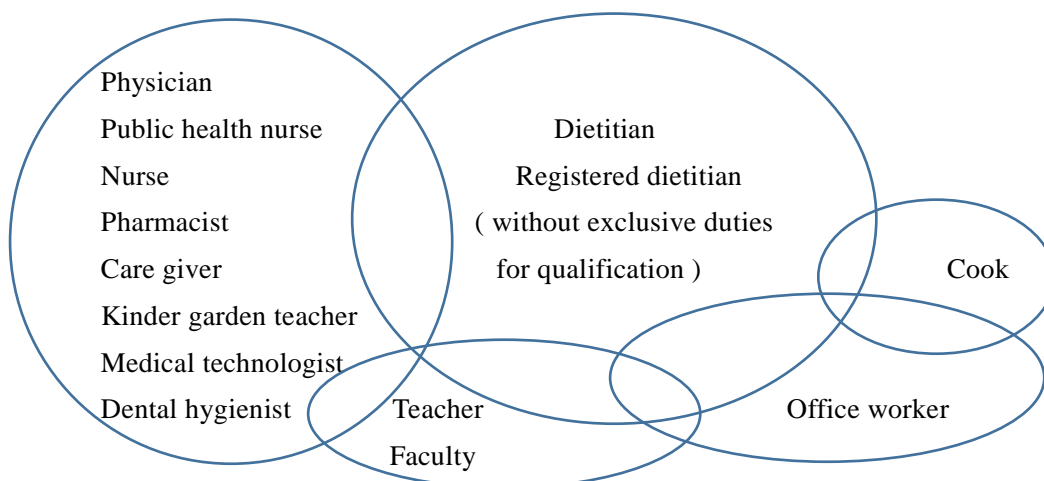 Physician
Public health nurse
Nurse
Pharmacist
Care giver
Kinder garden teacher
Medical technologist
Dental hygienist
Dietitian
Registered dietitian
( without exclusive duties
for qualification )
Cook
Teacher
Faculty
Office worker